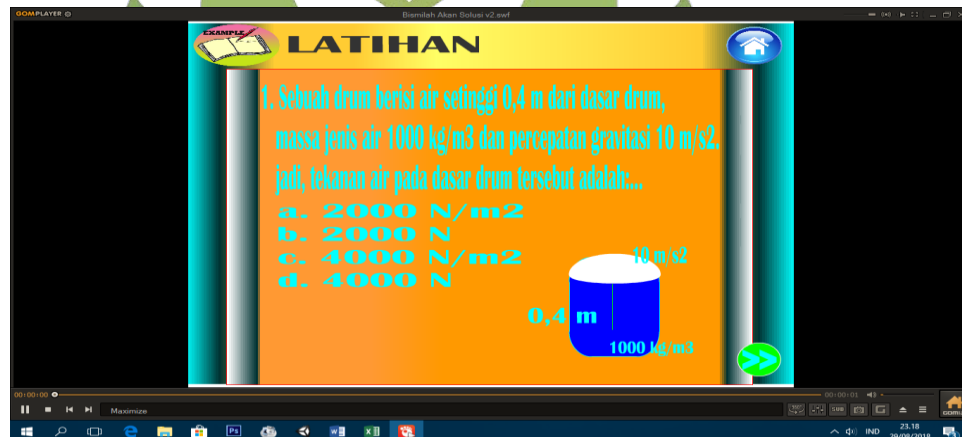 GOMPLAYER
Bismilah Akan Solusi v2.swf
EXAMPLE
LATIHAN
1. Sebuah drum berisi air setinggi 0,4 m dari dasar drum,
massa jenis air 1000 kg/m3 dan percepatan gravitasi 10 m/s2.
jadi, tekanan air pada dasar drum tersebut adalah:...
a. 2000 N/m2
b. 2000 N
c. 4000 N/m2
d. 4000 N
10 m/s2
0,4 m
1000 kg/m3
>>
00:00:00
00:00:01
Maximize
IND
23.18
29/08/2018